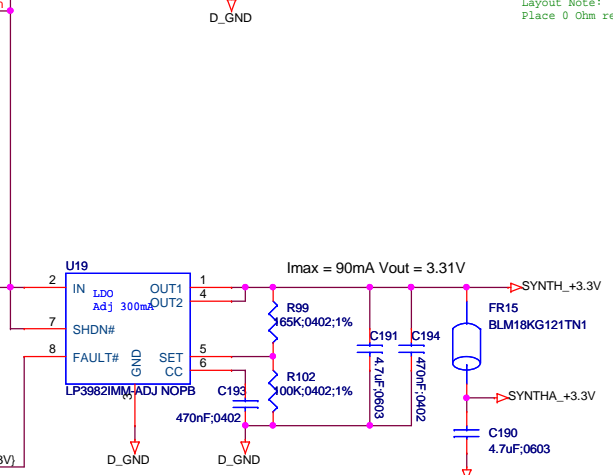 Layout Note:
Place 0 Ohm re
D_GND
U19
Imax = 90mA Vout = 3.31V
2
IN
LDO
Adj 300mA
OUT1
1
OUT2
4
SYNTH_+3.3V
R99
165K;0402;1%
FR15
BLM18KG121TN1
7
SHDN#
8
FAULT#
GND
SET
5
CC
6
C191
4.7uF;0603
C194
470nF;0402
LP3982IMM-ADJ NOPB
3
C193
470nF;0402
R102
100K;0402;1%
SYNTHA_+3.3V
C190
4.7uF;0603
D_GND
D_GND
3V}